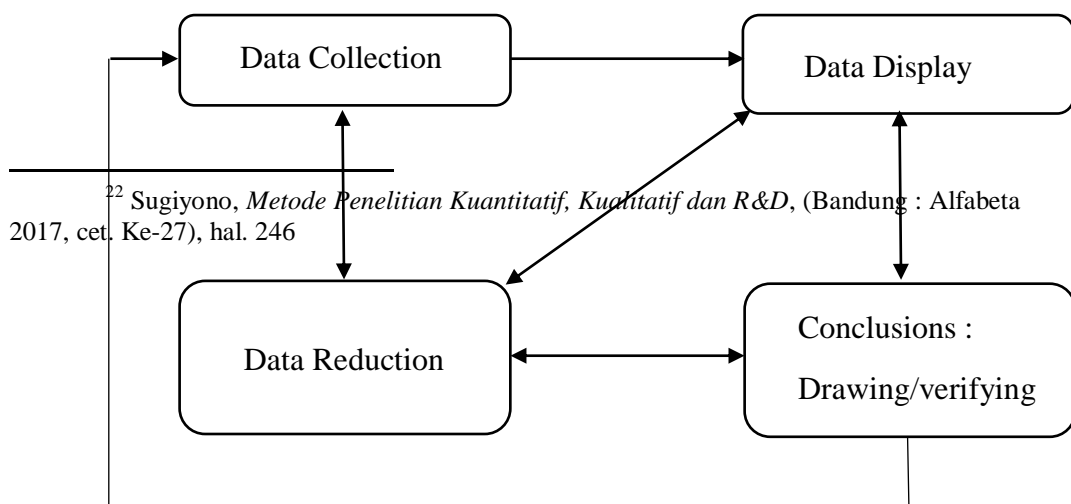 Data Collection
Data Display
22 Sugiyono, Metode Penelitian Kuantitatif, Kualitatif dan R&D, (Bandung : Alfabeta
2017, cet. Ke-27), hal. 246
Data Reduction
Conclusions :
Drawing/verifying